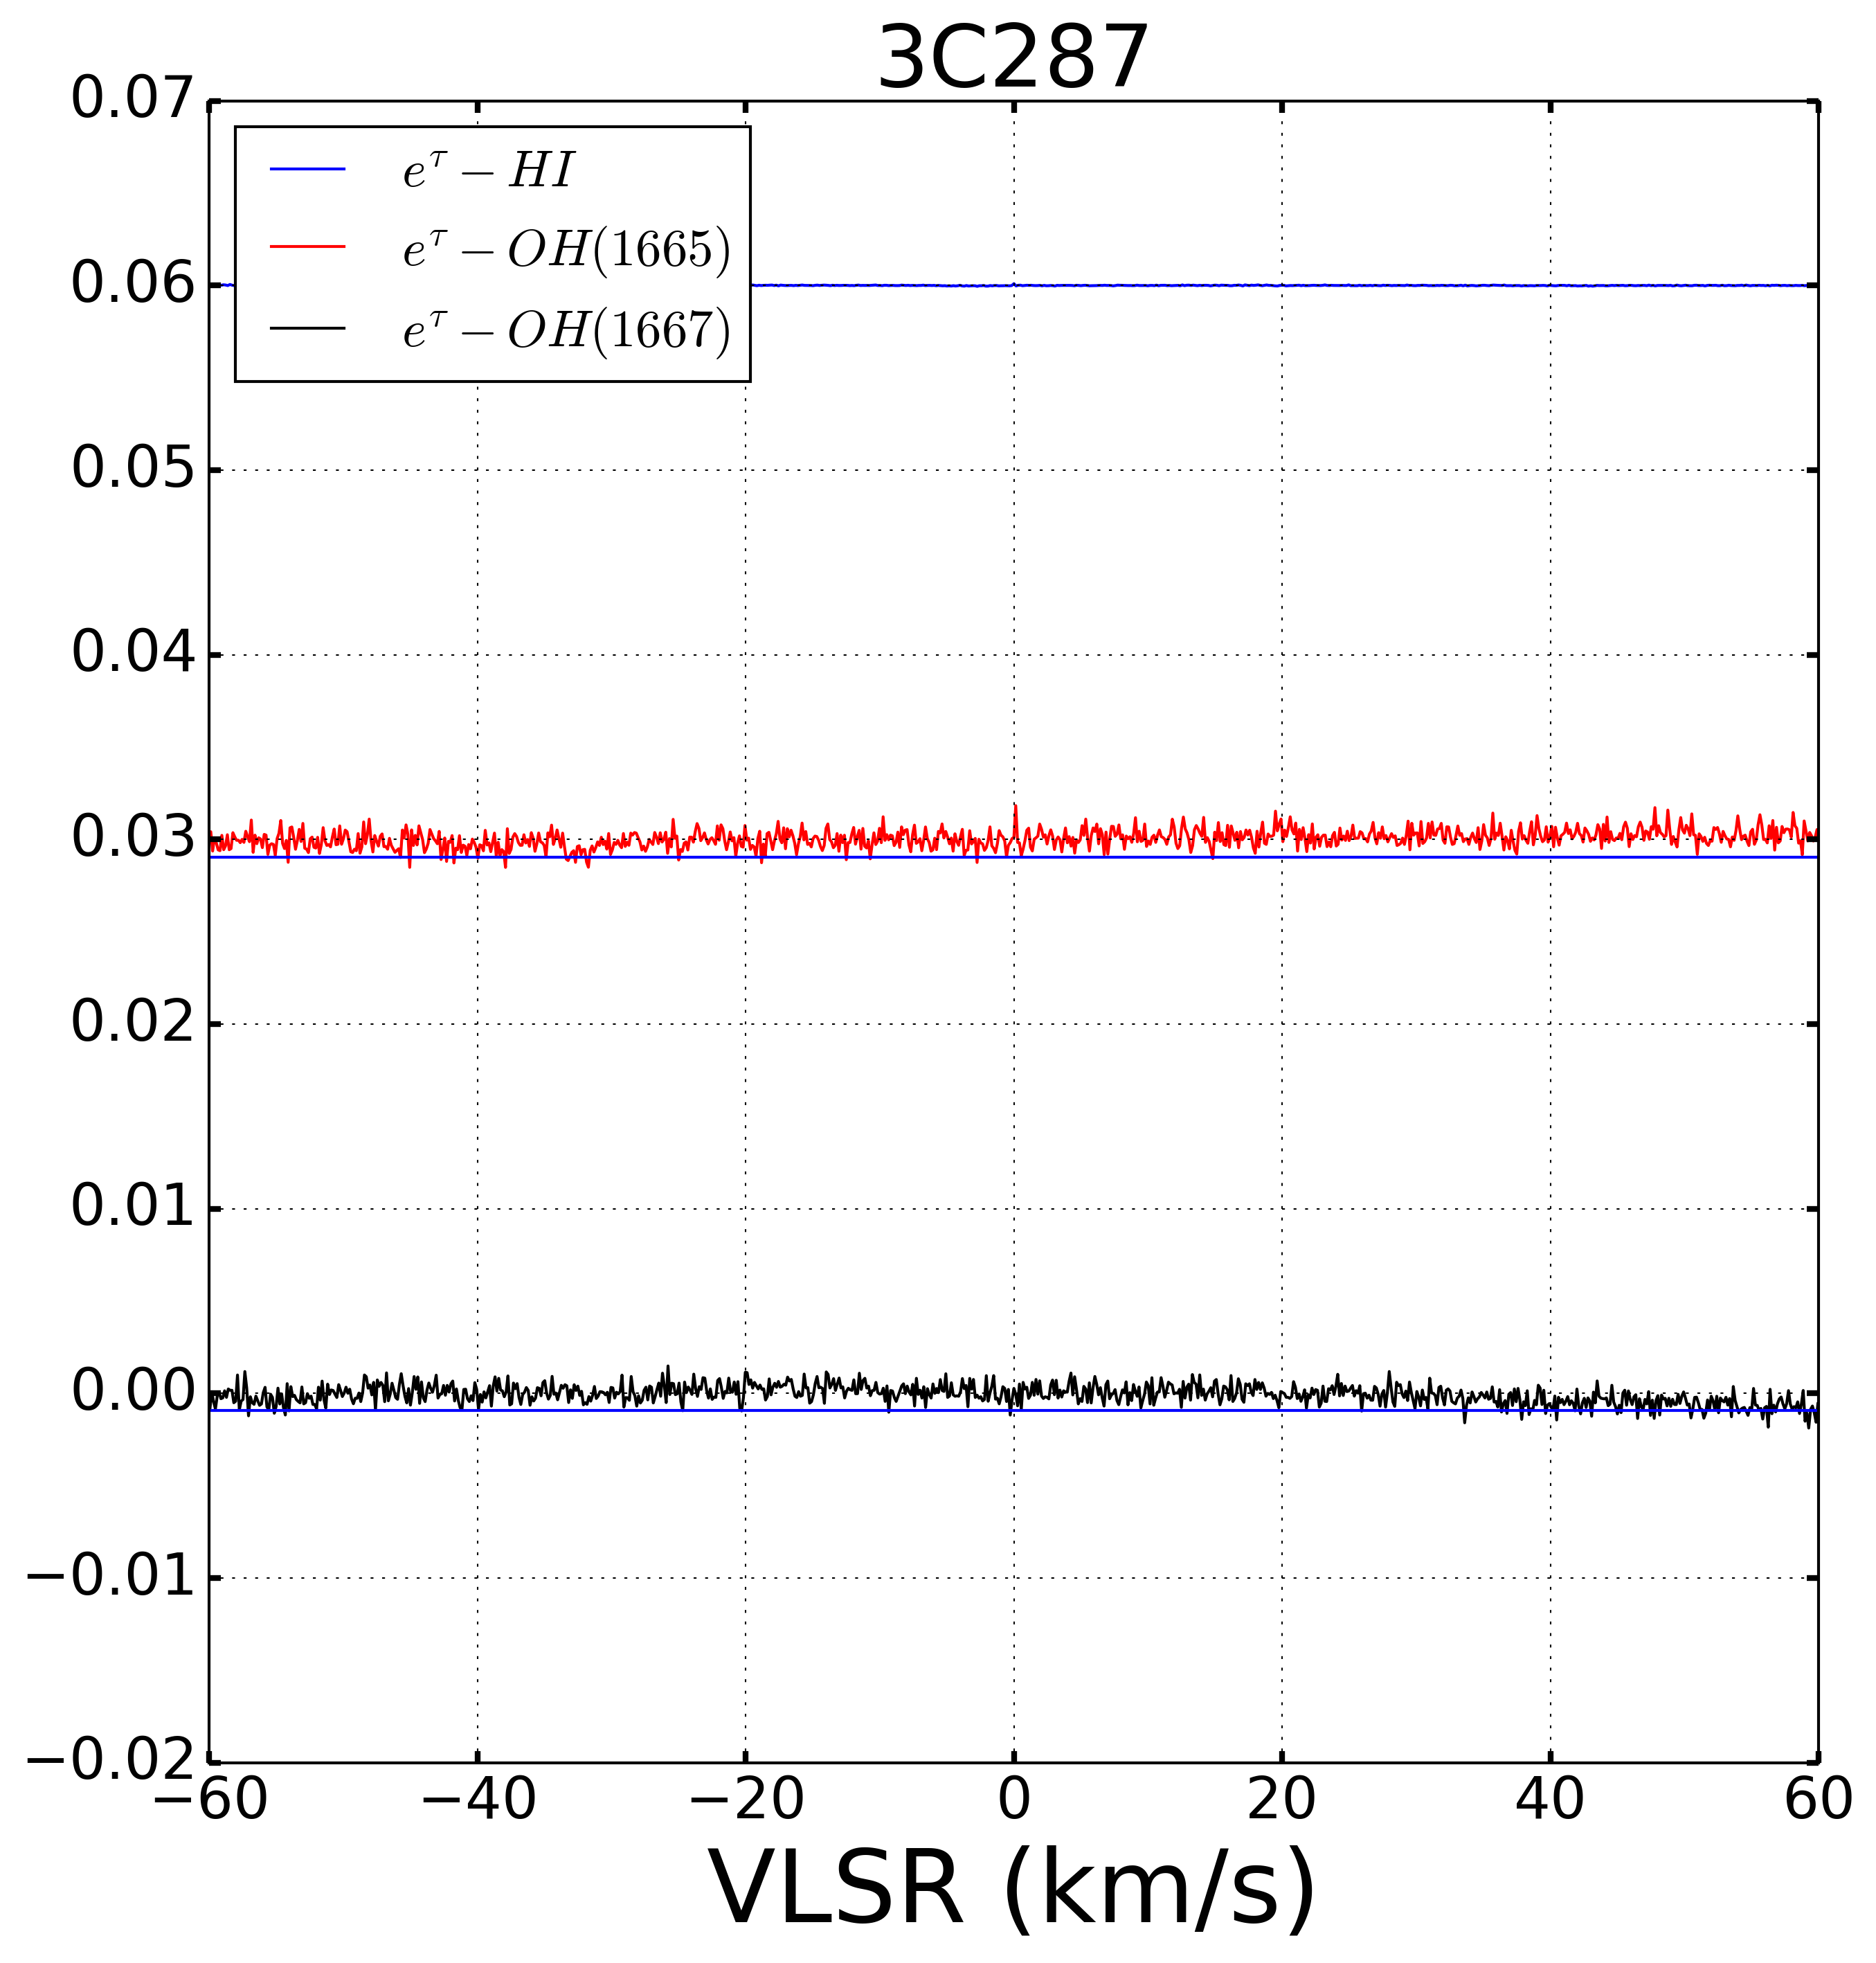 3C287
0.07
0.06
0.05
0.04
0.03
0.02
0.01
0.00
−0.01
−0.02
e^τ − HI
e^τ − OH(1665)
e^τ − OH(1667)
−60 −40 −20 0 20 40 60
VLSR (km/s)